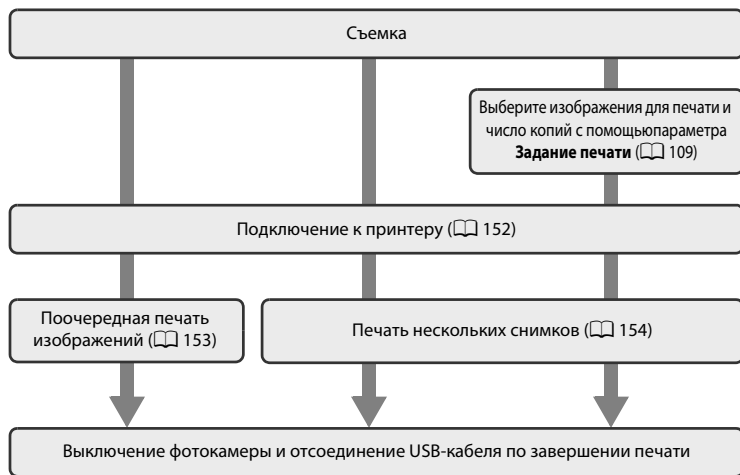 Съемка
Выберите изображения для печати и
число копий с помощьюпараметра
Задание печати (📖 109)
Подключение к принтеру (📖 152)
Поочередная печать
изображений (📖 153)
Печать нескольких снимков (📖 154)
Выключение фотокамеры и отсоединение USB-кабеля по завершении печати